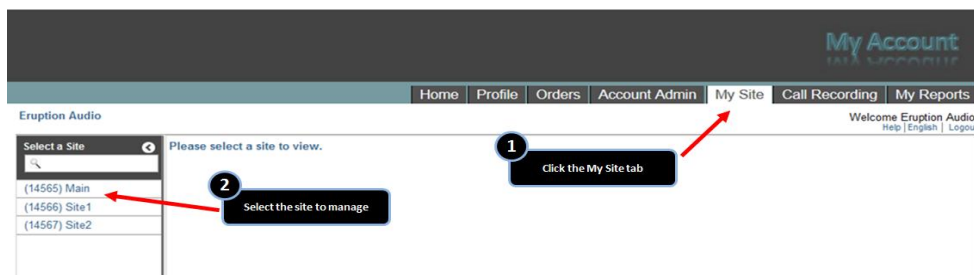 My Account
Home Profile Orders Account Admin My Site Call Recording My Reports
Eruption Audio
Welcome Eruption Audio
Help | English | Logou
Select a Site
Please select a site to view.
1
Click the My Site tab
(14565) Main
2
Select the site to manage
(14566) Site1
(14567) Site2